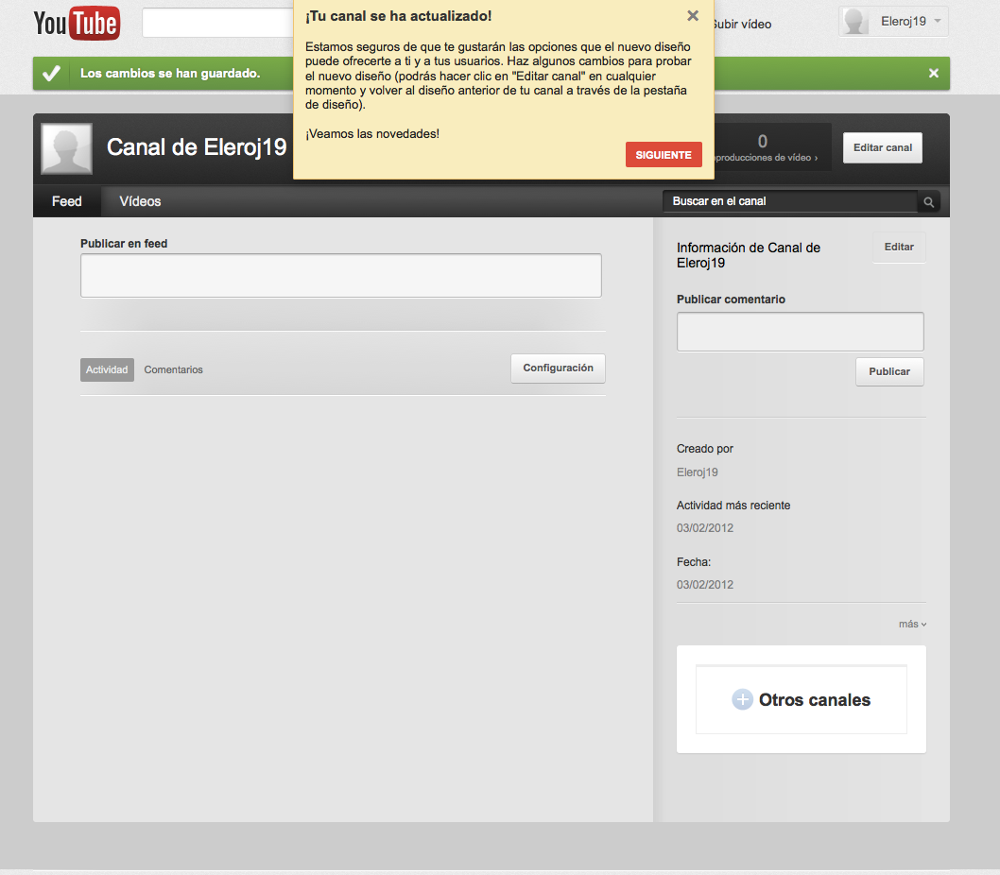 YouTube
Subir vídeo
Eleroj19
¡Tu canal se ha actualizado!
Estamos seguros de que te gustarán las opciones que el nuevo diseño
puede ofrecerte a ti y a tus usuarios. Haz algunos cambios para probar
el nuevo diseño (podrás hacer clic en "Editar canal" en cualquier
momento y volver al diseño anterior de tu canal a través de la pestaña
de diseño).
¡Veamos las novedades!
SIGUIENTE
Los cambios se han guardado.
Canal de Eleroj19
0
de vídeo ›
Editar canal
Feed
Vídeos
Buscar en el canal
Publicar en feed
Actividad
Comentarios
Configuración
Información de Canal de
Eleroj19
Editar
Publicar comentario
Publicar
Creado por
Eleroj19
Actividad más reciente
03/02/2012
Fecha:
03/02/2012
más
Otros canales